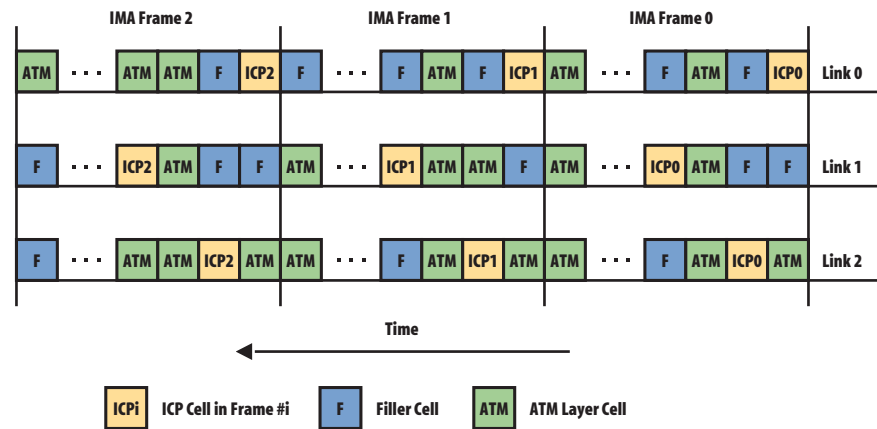 IMA Frame 2 IMA Frame 1 IMA Frame 0
ATM ... ATM ATM F ICP2 F ... F ATM F ICP1 ATM ... F ATM F ICP0 Link 0
F ... ICP2 ATM F F ATM ... ICP1 ATM ATM F ATM ... ICP0 ATM F F Link 1
F ... ATM ATM ICP2 ATM ATM ... F ATM ICP1 ATM ATM ... F ATM ICP0 ATM Link 2
Time
ICPi ICP Cell in Frame #i F Filler Cell ATM ATM Layer Cell